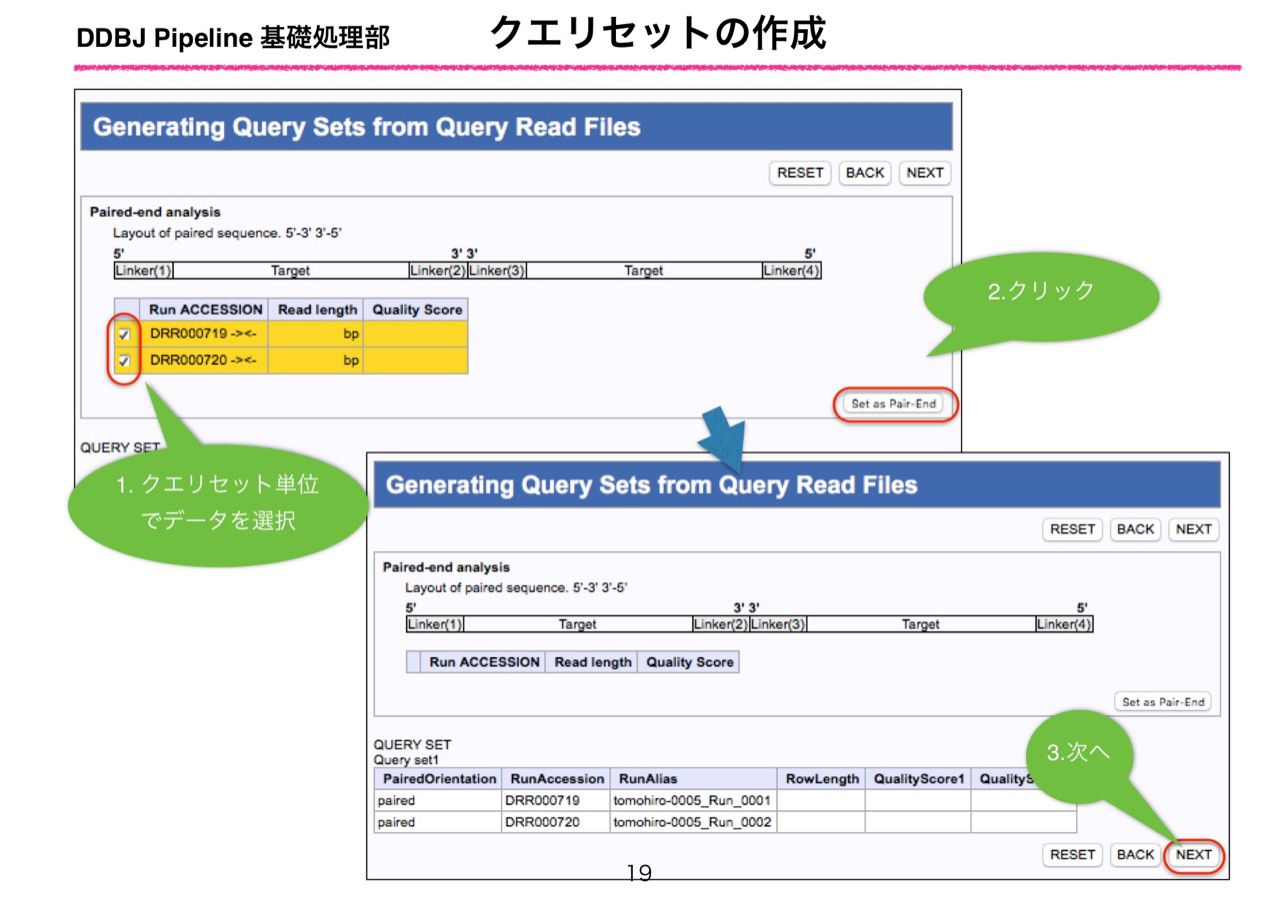 DDBJ Pipeline 基礎処理部
クエリセットの作成
Generating Query Sets from Query Read Files
RESET BACK NEXT
Paired-end analysis
Layout of paired sequence. 5'-3' 3'-5'
5' 3' 3' 5'
Linker(1) Target Linker(2) Linker(3) Target Linker(4)
Run ACCESSION Read length Quality Score
DRR000719 -><- bp
DRR000720 -><- bp
2.クリック
Set as Pair-End
QUERY SET
1. クエリセット単位
でデータを選択
Generating Query Sets from Query Read Files
RESET BACK NEXT
Paired-end analysis
Layout of paired sequence. 5'-3' 3'-5'
5' 3' 3' 5'
Linker(1) Target Linker(2) Linker(3) Target Linker(4)
Run ACCESSION Read length Quality Score
Set as Pair-End
QUERY SET
Query set1
3.次へ
PairedOrientation RunAccession RunAlias RowLength QualityScore1
paired DRR000719 tomohiro-0005_Run_0001
paired DRR000720 tomohiro-0005_Run_0002
RESET BACK NEXT
19